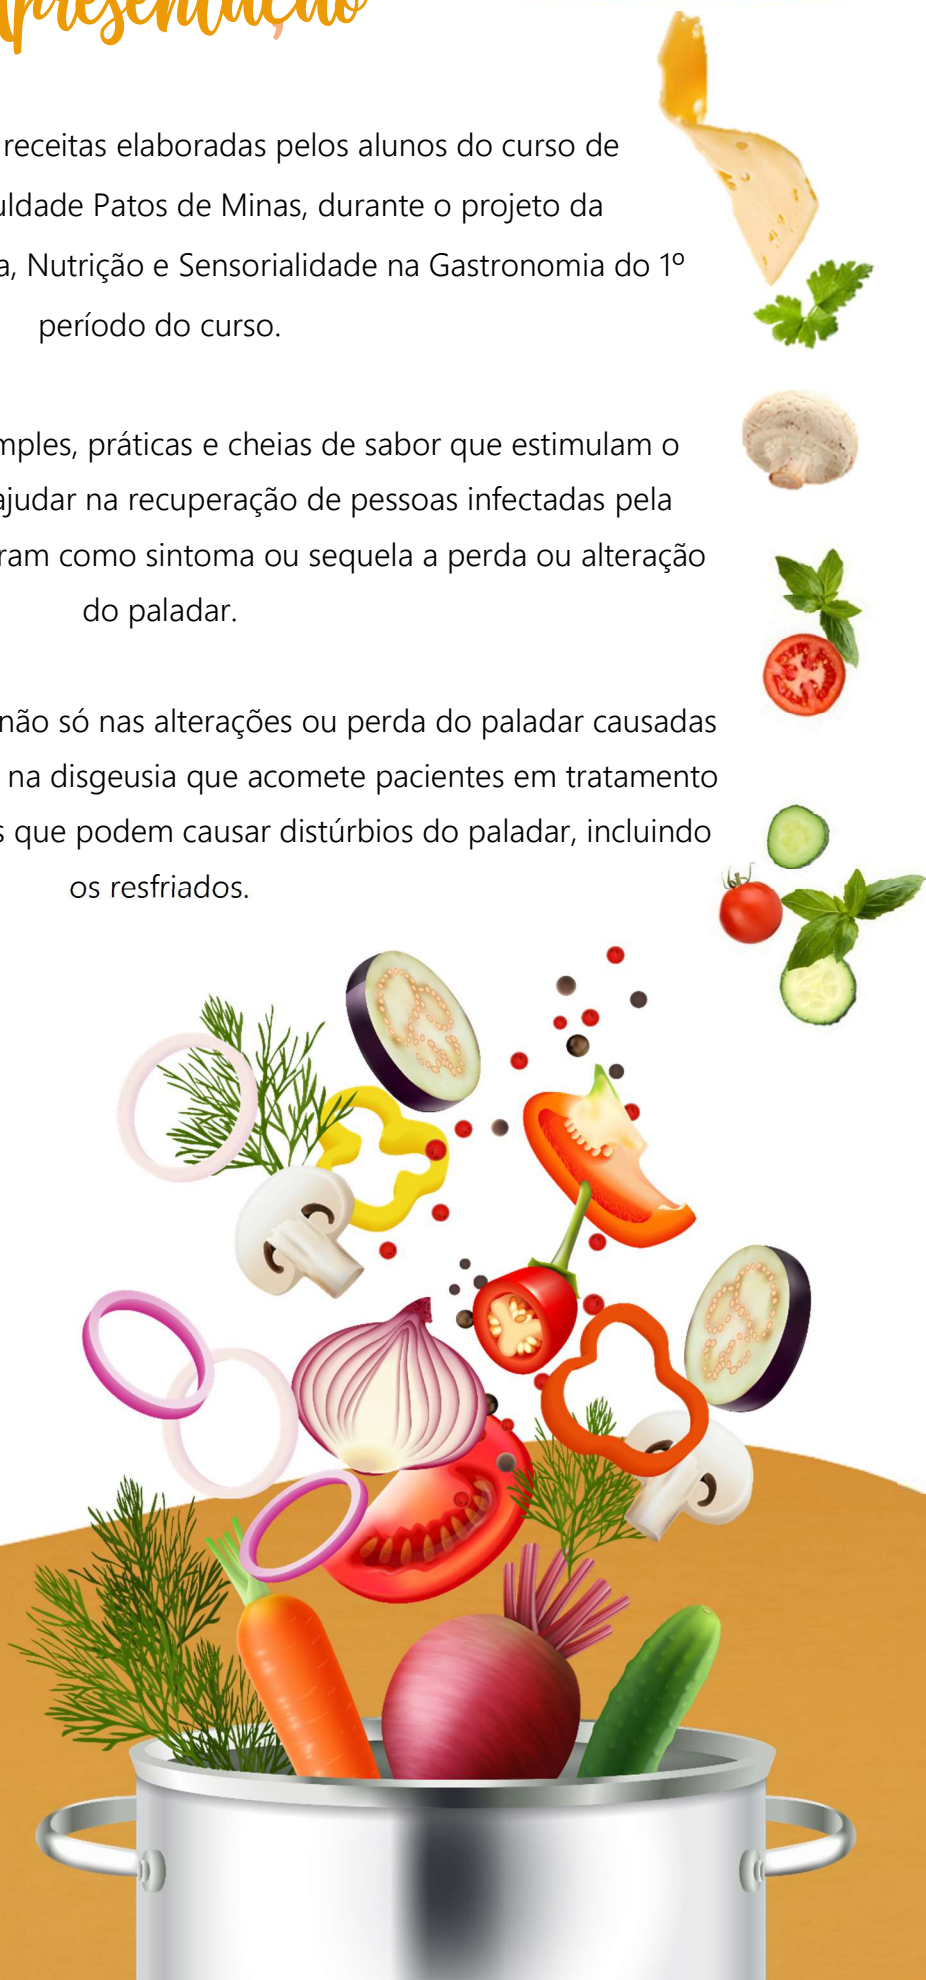 Apresentação
receitas elaboradas pelos alunos do curso de
uldade Patos de Minas, durante o projeto da
a, Nutrição e Sensorialidade na Gastronomia do 1º
período do curso.
mples, práticas e cheias de sabor que estimulam o
ajudar na recuperação de pessoas infectadas pela
ram como sintoma ou sequela a perda ou alteração
do paladar.
não só nas alterações ou perda do paladar causadas
na disgeusia que acomete pacientes em tratamento
s que podem causar distúrbios do paladar, incluindo
os resfriados.